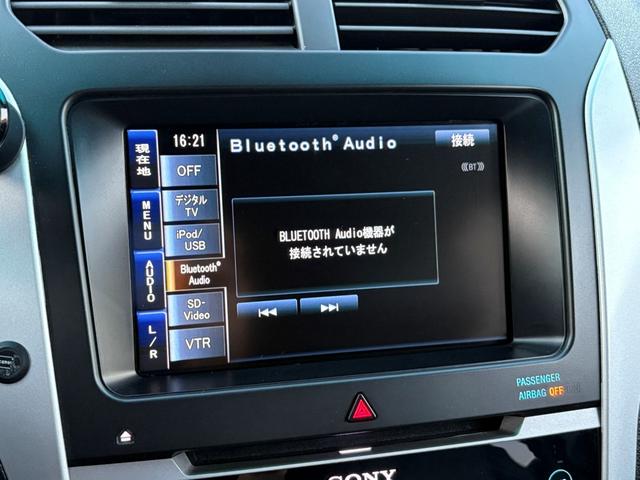 現在地
16:21
Bluetooth® Audio
接続
BT
OFF
デジタル
TV
MENU
iPod/
USB
BLUETOOTH Audio機器が
接続されていません
AUDIO
Bluetooth®
Audio
SD-
Video
L/R
VTR
PASSENGER
AIRBAG OFF
SONY